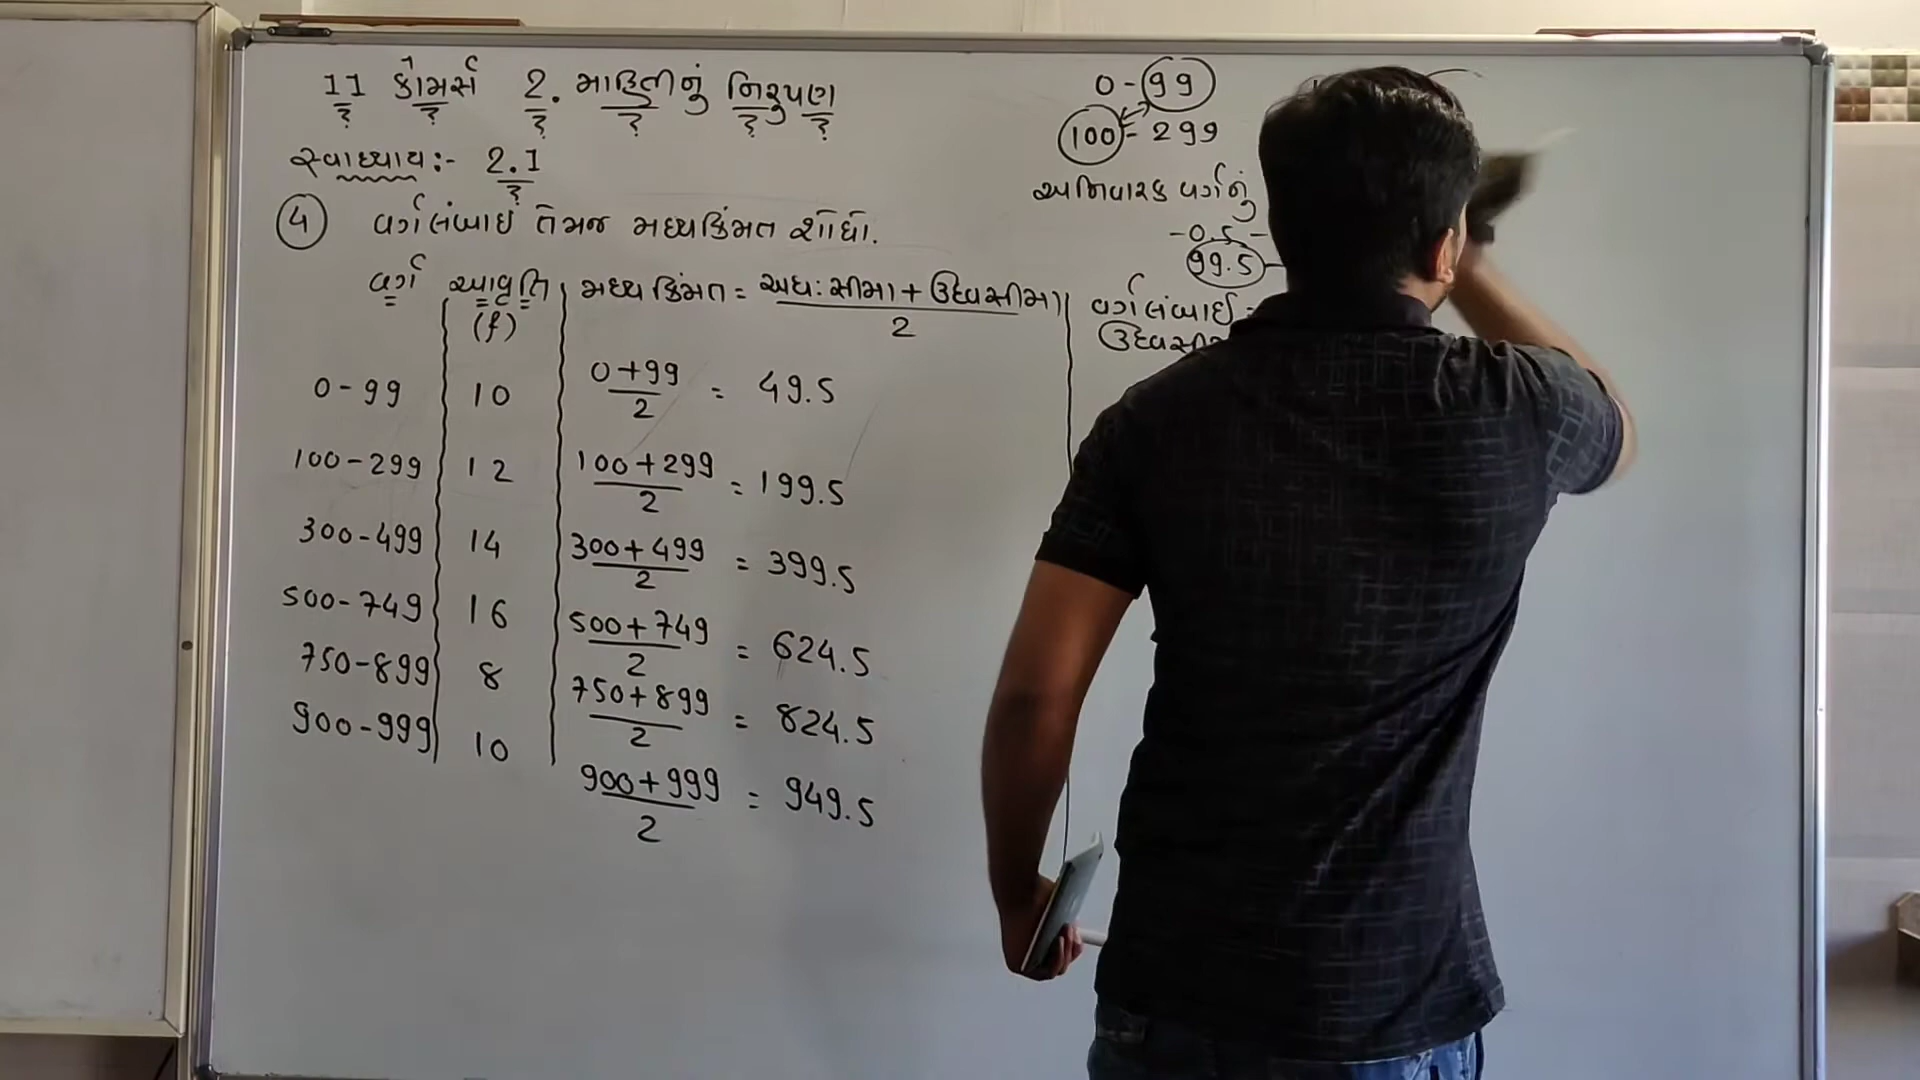 11 કોમર્સ 2. માહિતીનું નિરૂપણ
સ્વાધ્યાય:- 2.1
4 વર્ગલંબાઈ તેમજ મધ્યકિંમત શોધો.
વર્ગ આવૃત્તિ (f) મધ્યકિંમત = અધ:સીમા + ઉર્ધ્વસીમા / 2
0-99 10 0+99 / 2 = 49.5
100-299 12 100+299 / 2 = 199.5
300-499 14 300+499 / 2 = 399.5
500-749 16 500+749 / 2 = 624.5
750-899 8 750+899 / 2 = 824.5
900-999 10 900+999 / 2 = 949.5
0-99
100-299
અનિવારક વર્ગનું
-0.5-
99.5-
વર્ગલંબાઈ =